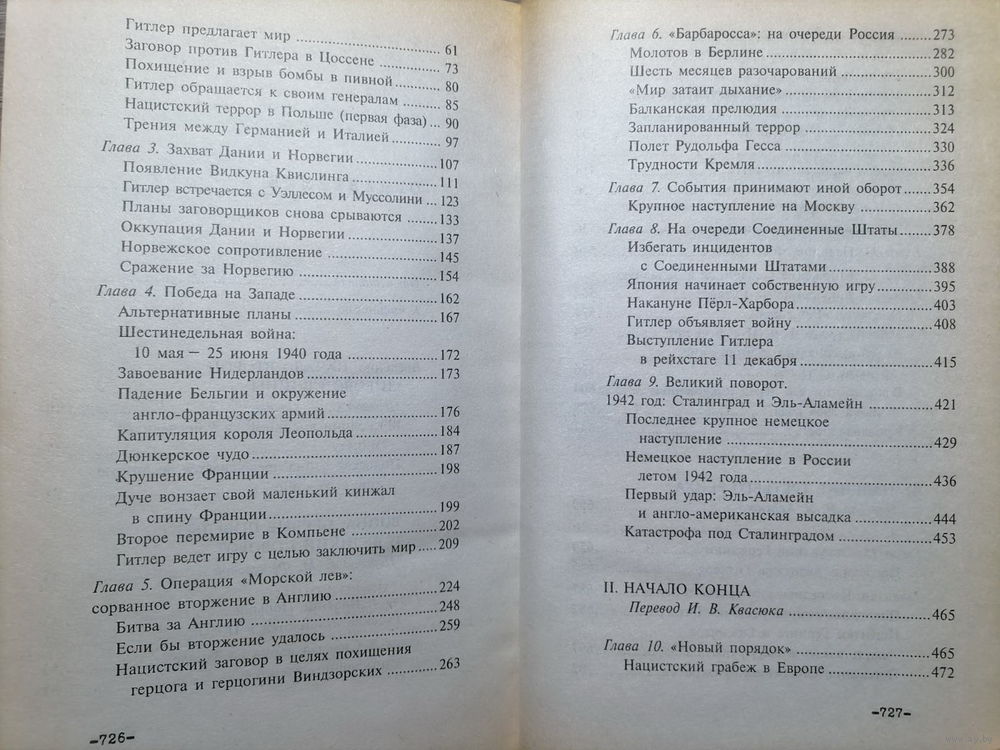 Гитлер предлагает мир ........ 61
Заговор против Гитлера в Цоссене ........ 73
Похищение и взрыв бомбы в пивной ........ 80
Гитлер обращается к своим генералам ........ 85
Нацистский террор в Польше (первая фаза) ... 90
Трения между Германией и Италией ........ 97
Глава 3. Захват Дании и Норвегии ........ 107
Появление Видкуна Квислинга ........ 111
Гитлер встречается с Уэллесом и Муссолини ... 123
Планы заговорщиков снова срываются ........ 133
Оккупация Дании и Норвегии ........ 137
Норвежское сопротивление ........ 145
Сражение за Норвегию ........ 154
Глава 4. Победа на Западе ........ 162
Альтернативные планы ........ 167
Шестинедельная война:
10 мая — 25 июня 1940 года ........ 172
Завоевание Нидерландов ........ 173
Падение Бельгии и окружение
англо-французских армий ........ 176
Капитуляция короля Леопольда ........ 184
Дюнкерское чудо ........ 187
Крушение Франции ........ 198
Дуче вонзает свой маленький кинжал
в спину Франции ........ 199
Второе перемирие в Компьене ........ 202
Гитлер ведет игру с целью заключить мир ..... 209
Глава 5. Операция «Морской лев»:
сорванное вторжение в Англию ........ 224
Битва за Англию ........ 248
Если бы вторжение удалось ........ 259
Нацистский заговор в целях похищения
герцога и герцогини Виндзорских ........ 263
-726-
Глава 6. «Барбаросса»: на очереди Россия ....... 273
Молотов в Берлине ........ 282
Шесть месяцев разочарований ........ 300
«Мир затаит дыхание» ........ 312
Балканская прелюдия ........ 313
Запланированный террор ........ 324
Полет Рудольфа Гесса ........ 330
Трудности Кремля ........ 336
Глава 7. События принимают иной оборот ...... 354
Крупное наступление на Москву ........ 362
Глава 8. На очереди Соединенные Штаты ....... 378
Избегать инцидентов
с Соединенными Штатами ........ 388
Япония начинает собственную игру ........ 395
Накануне Пёрл-Харбора ........ 403
Гитлер объявляет войну ........ 408
Выступление Гитлера
в рейхстаге 11 декабря ........ 415
Глава 9. Великий поворот.
1942 год: Сталинград и Эль-Аламейн ........ 421
Последнее крупное немецкое
наступление ........ 429
Немецкое наступление в России
летом 1942 года ........ 436
Первый удар: Эль-Аламейн
и англо-американская высадка ........ 444
Катастрофа под Сталинградом ........ 453
II. НАЧАЛО КОНЦА
Перевод И. В. Квасюка ........ 465
Глава 10. «Новый порядок» ........ 465
Нацистский грабеж в Европе ........ 472
-727-